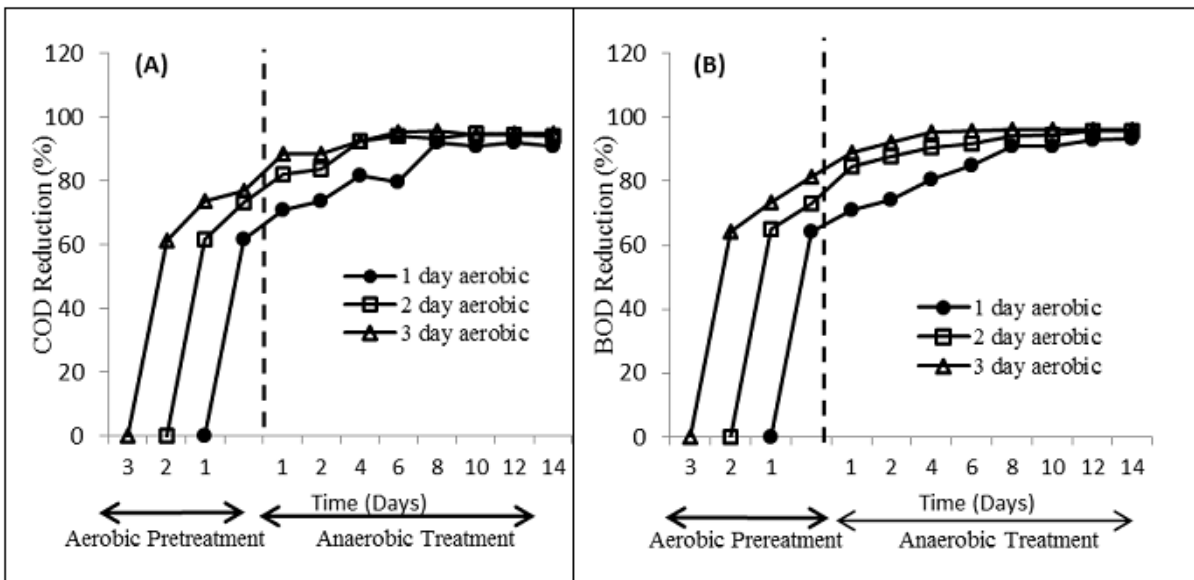 (A)
COD Reduction (%)
120
100
80
60
40
20
0
1 day aerobic
2 day aerobic
3 day aerobic
3 2 1 1 2 4 6 8 10 12 14
Time (Days)
Aerobic Pretreatment Anaerobic Treatment
(B)
BOD Reduction (%)
120
100
80
60
40
20
0
1 day aerobic
2 day aerobic
3 day aerobic
3 2 1 1 2 4 6 8 10 12 14
Time (Days)
Aerobic Prereatment Anaerobic Treatment